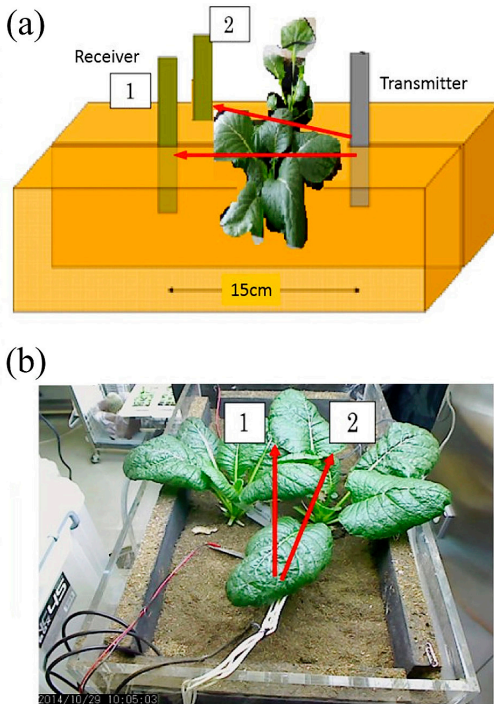 (a)
2
Receiver
1
Transmitter
15cm
(b)
1
2
2014/10/29 10:05:03